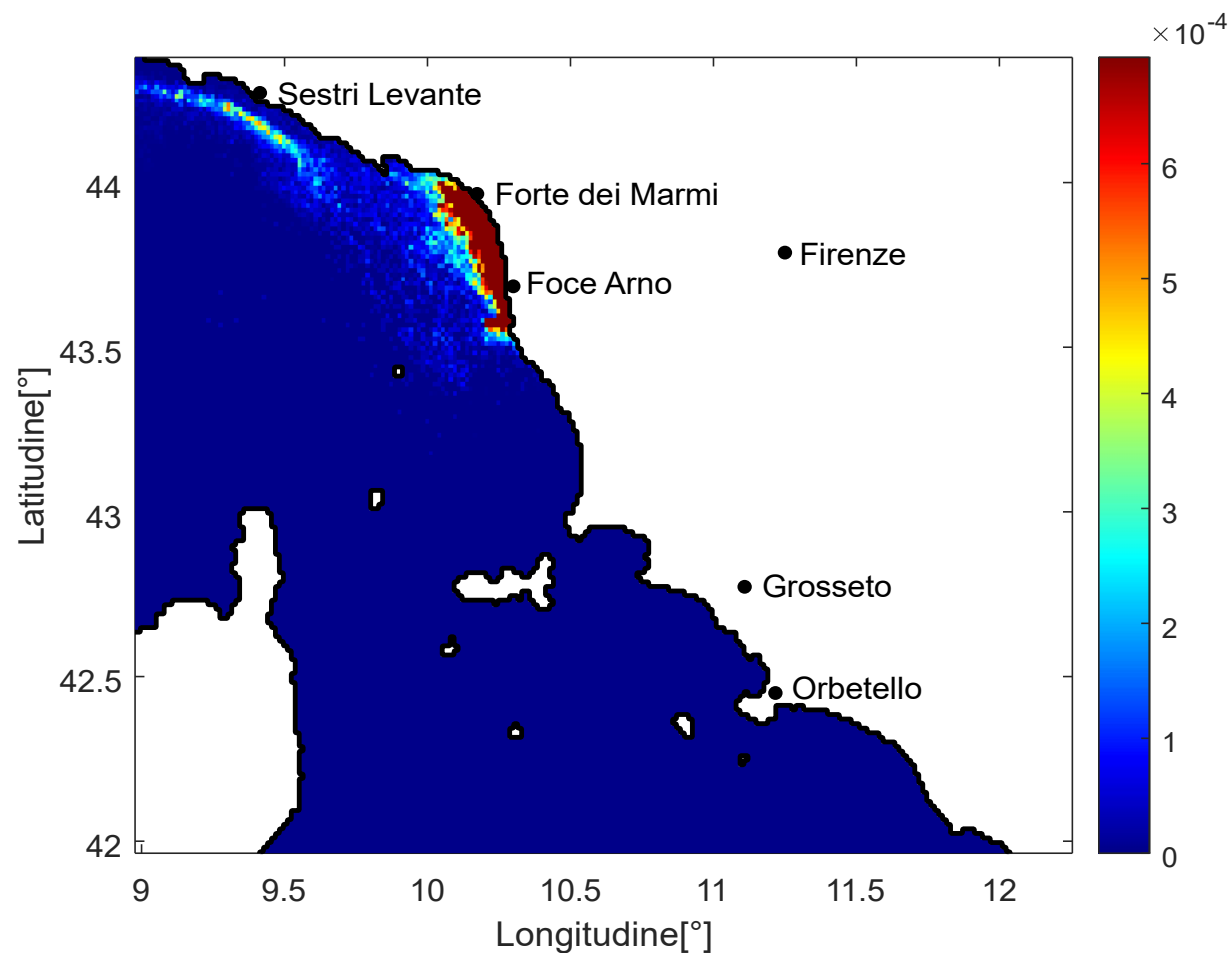 × 10-4
Sestri Levante
Forte dei Marmi
Firenze
Foce Arno
Grosseto
Orbetello
44
43.5
43
42.5
42
Latitudine[°]
9
9.5
10
10.5
11
11.5
12
Longitudine[°]
6
5
4
3
2
1
0